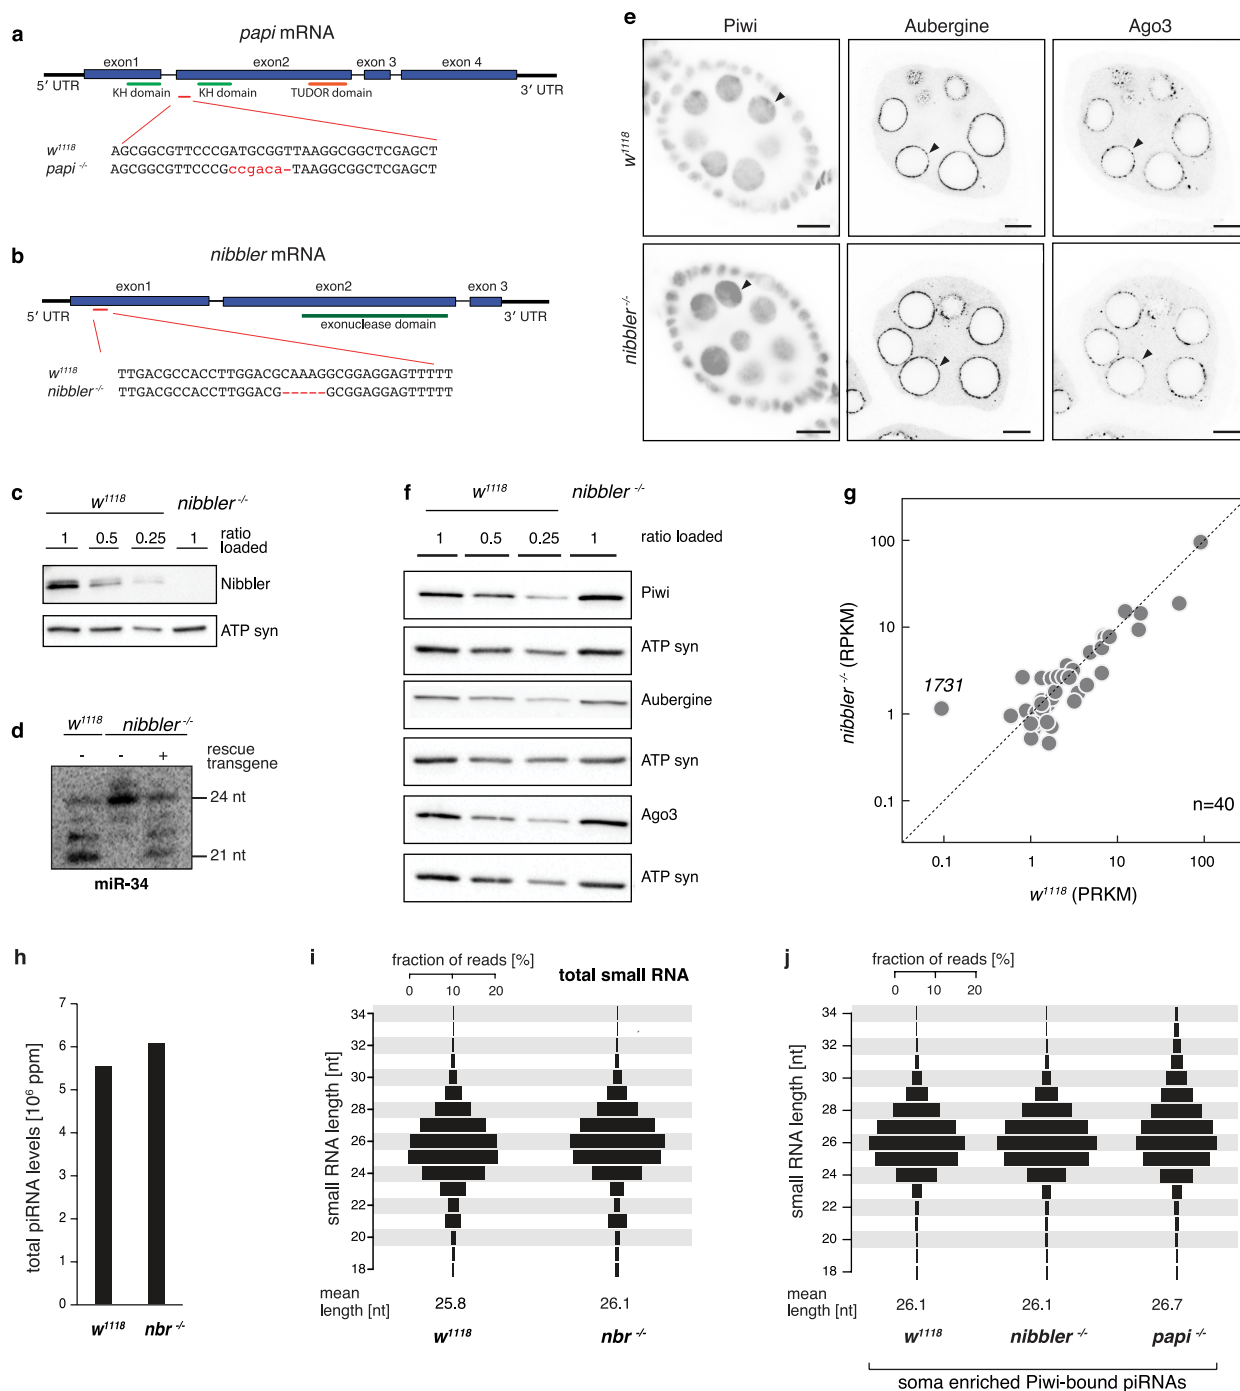 a
papi mRNA
exon1
exon2
exon 3
exon 4
5′ UTR
KH domain
KH domain
TUDOR domain
3′ UTR
w1118 AGCGGCGTTCCCGATGCGGTTAAGGCGGCTCGAGCT
papi -/- AGCGGCGTTCCCGccgaca-TAAGGCGGCTCGAGCT
b
nibbler mRNA
exon1
exon2
exon 3
5′ UTR
exonuclease domain
3′ UTR
w1118 TTGACGCCACCTTGGACGCAAAGGCGGAGGAGTTTTT
nibbler -/- TTGACGCCACCTTGGACG-----GCGGAGGAGTTTTT
c
w1118
nibbler -/-
1 0.5 0.25 1 ratio loaded
Nibbler
ATP syn
d
w1118
nibbler -/-
- - + rescue transgene
24 nt
21 nt
miR-34
e
Piwi
Aubergine
Ago3
w1118
nibbler -/-
f
w1118
nibbler -/-
1 0.5 0.25 1 ratio loaded
Piwi
ATP syn
Aubergine
ATP syn
Ago3
ATP syn
g
nibbler -/- (RPKM)
100
10
1
0.1
1731
n=40
0.1 1 10 100
w1118 (PRKM)
h
total piRNA levels [10⁶ ppm]
7
6
5
4
3
2
1
0
w1118 nbr -/-
i
fraction of reads [%]
0 10 20
total small RNA
small RNA length [nt]
34
32
30
28
26
24
22
20
18
mean length [nt]
25.8 26.1
w1118 nbr -/-
j
fraction of reads [%]
0 10 20
small RNA length [nt]
34
32
30
28
26
24
22
20
18
mean length [nt]
26.1 26.1 26.7
w1118 nibbler -/- papi -/-
soma enriched Piwi-bound piRNAs